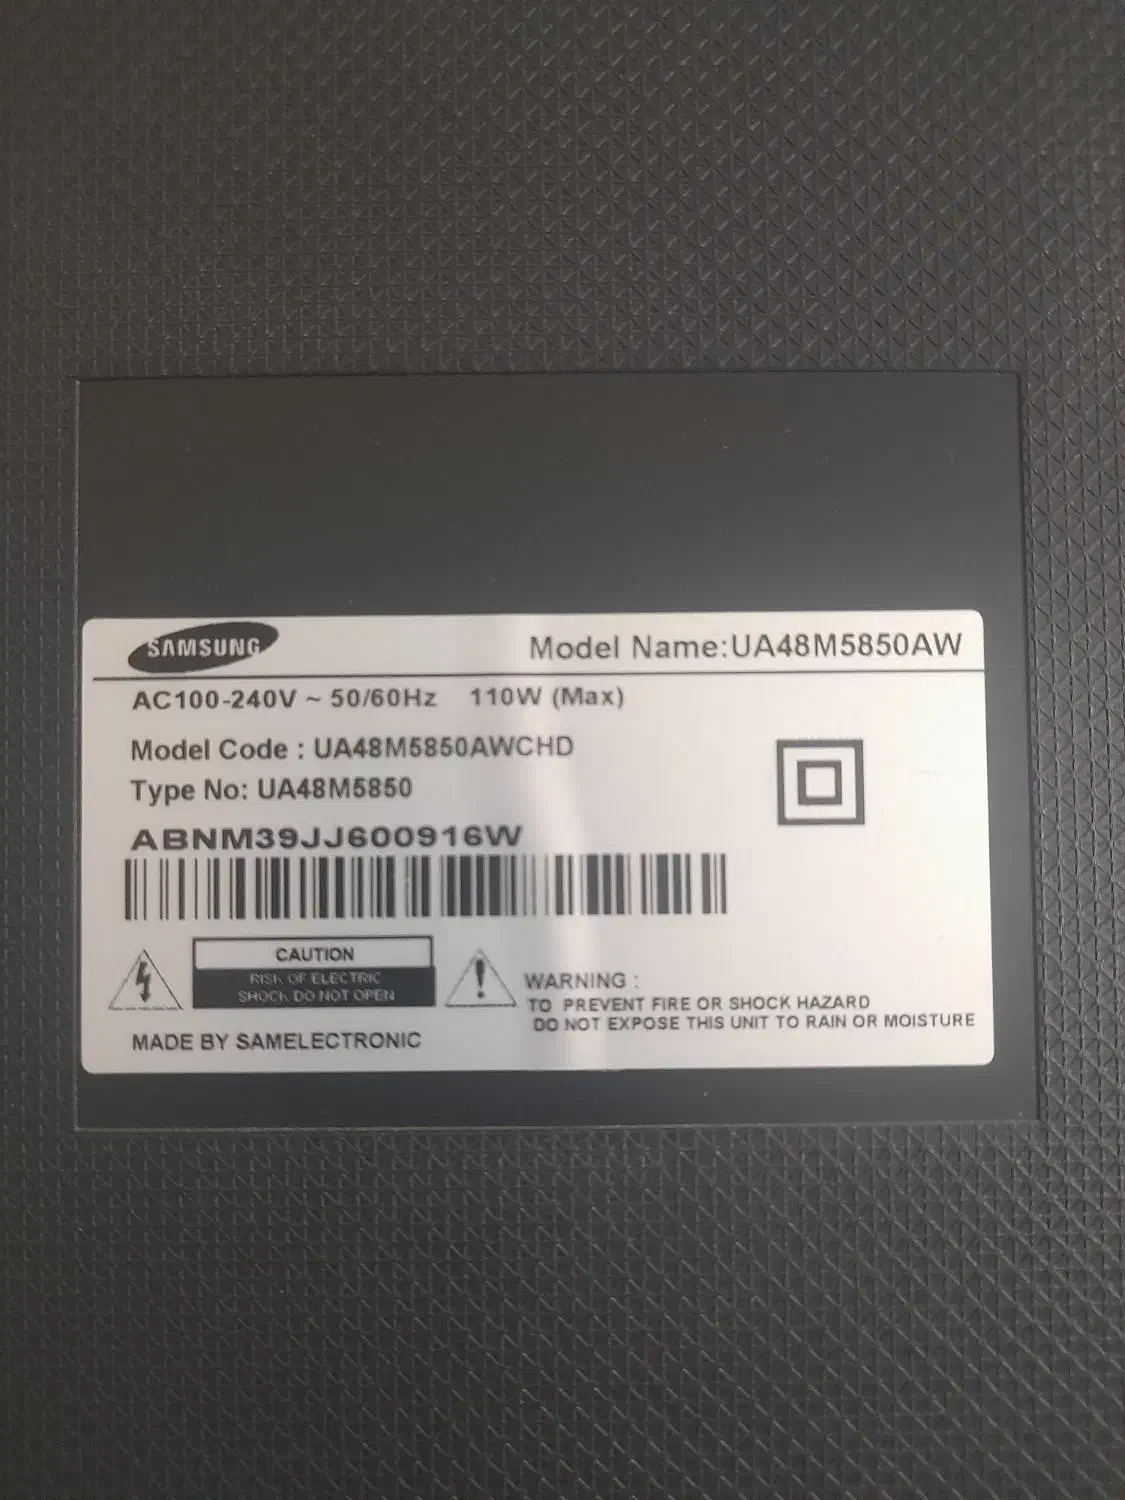 SAMSUNG
Model Name:UA48M5850AW
AC100-240V ~ 50/60Hz 110W (Max)
Model Code : UA48M5850AWCHD
Type No: UA48M5850
ABNM39JJ600916W
CAUTION
RISK OF ELECTRIC
SHOCK DO NOT OPEN
WARNING :
TO PREVENT FIRE OR SHOCK HAZARD
DO NOT EXPOSE THIS UNIT TO RAIN OR MOISTURE
MADE BY SAMELECTRONIC